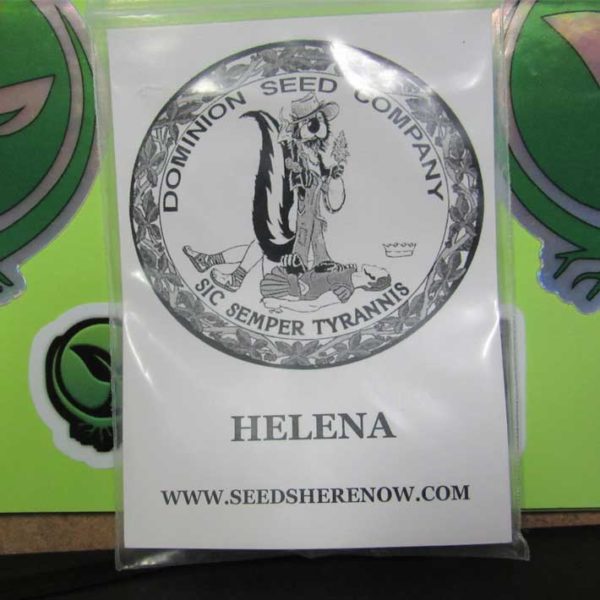 DOMINION SEED COMPANY
SIC SEMPER TYRANNIS
HELENA
WWW.SEEDSHERENOW.COM